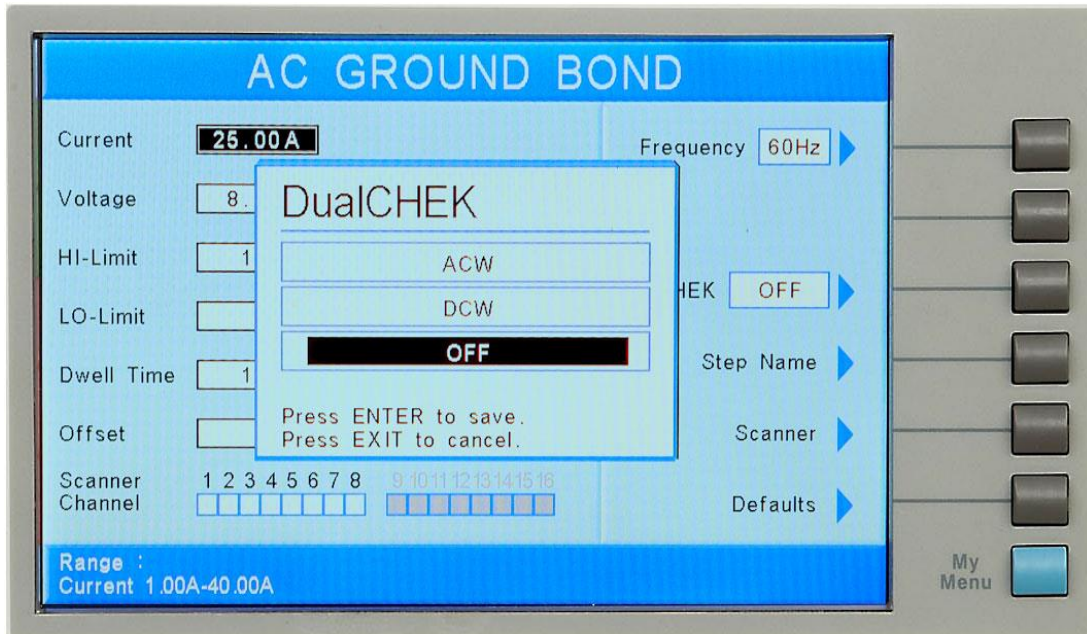 AC GROUND BOND
Current 25.00A
Frequency 60Hz
Voltage 8.
DualCHEK
HI-Limit 1
ACW
HEK OFF
DCW
LO-Limit
OFF
Step Name
Dwell Time 1
Press ENTER to save.
Press EXIT to cancel.
Offset
Scanner
Scanner Channel
1 2 3 4 5 6 7 8 9 10 11 12 13 14 15 16
Defaults
Range :
Current 1.00A-40.00A
My
Menu